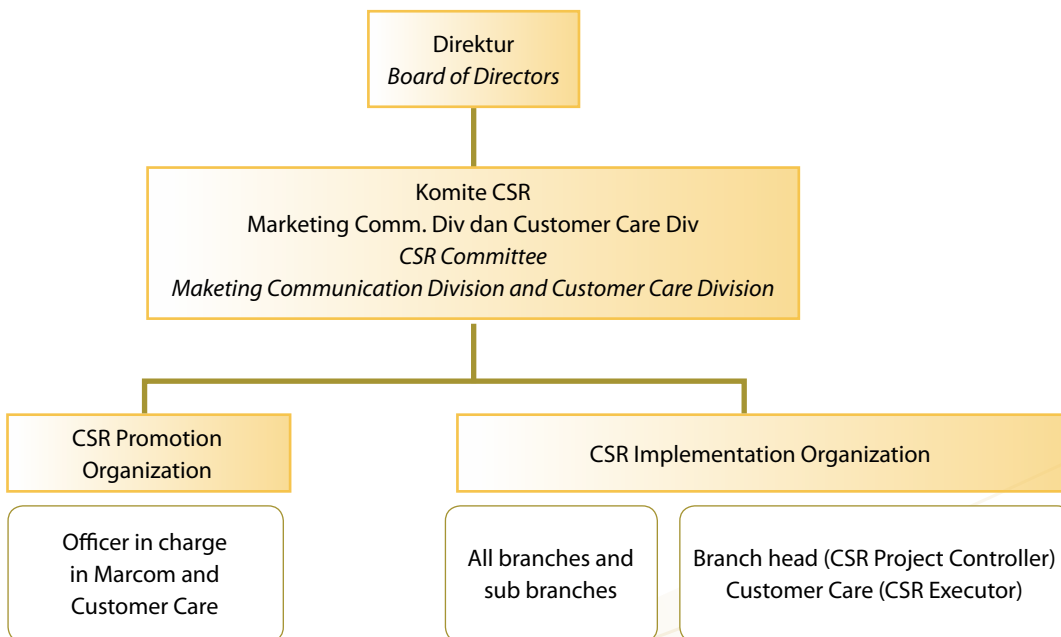 Direktur
Board of Directors
Komite CSR
Marketing Comm. Div dan Customer Care Div
CSR Committee
Maketing Communication Division and Customer Care Division
CSR Promotion
Organization
CSR Implementation Organization
Officer in charge
in Marcom and
Customer Care
All branches and
sub branches
Branch head (CSR Project Controller)
Customer Care (CSR Executor)